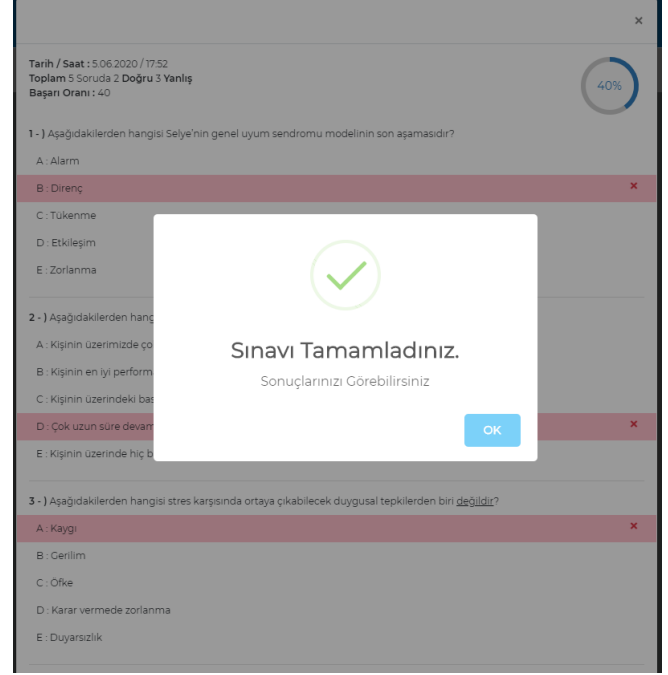 ×
Tarih / Saat : 5.06.2020 / 17:52
Toplam 5 Soruda 2 Doğru 3 Yanlış
Başarı Oranı : 40
40%
1 - ) Aşağıdakilerden hangisi Selye'nin genel uyum sendromu modelinin son aşamasıdır?
A : Alarm
B : Direnç
C : Tükenme
D : Etkileşim
E : Zorlanma
2 - ) Aşağıdakilerden hang
A : Kişinin üzerimizde ço
B : Kişinin en iyi perform
C : Kişinin üzerindeki bas
D : Çok uzun süre devam
E : Kişinin üzerinde hiç b
Sınavı Tamamladınız.
Sonuçlarınızı Görebilirsiniz
OK
3 - ) Aşağıdakilerden hangisi stres karşısında ortaya çıkabilecek duygusal tepkilerden biri değildir?
A : Kaygı
B : Gerilim
C : Öfke
D : Karar vermede zorlanma
E : Duyarsızlık